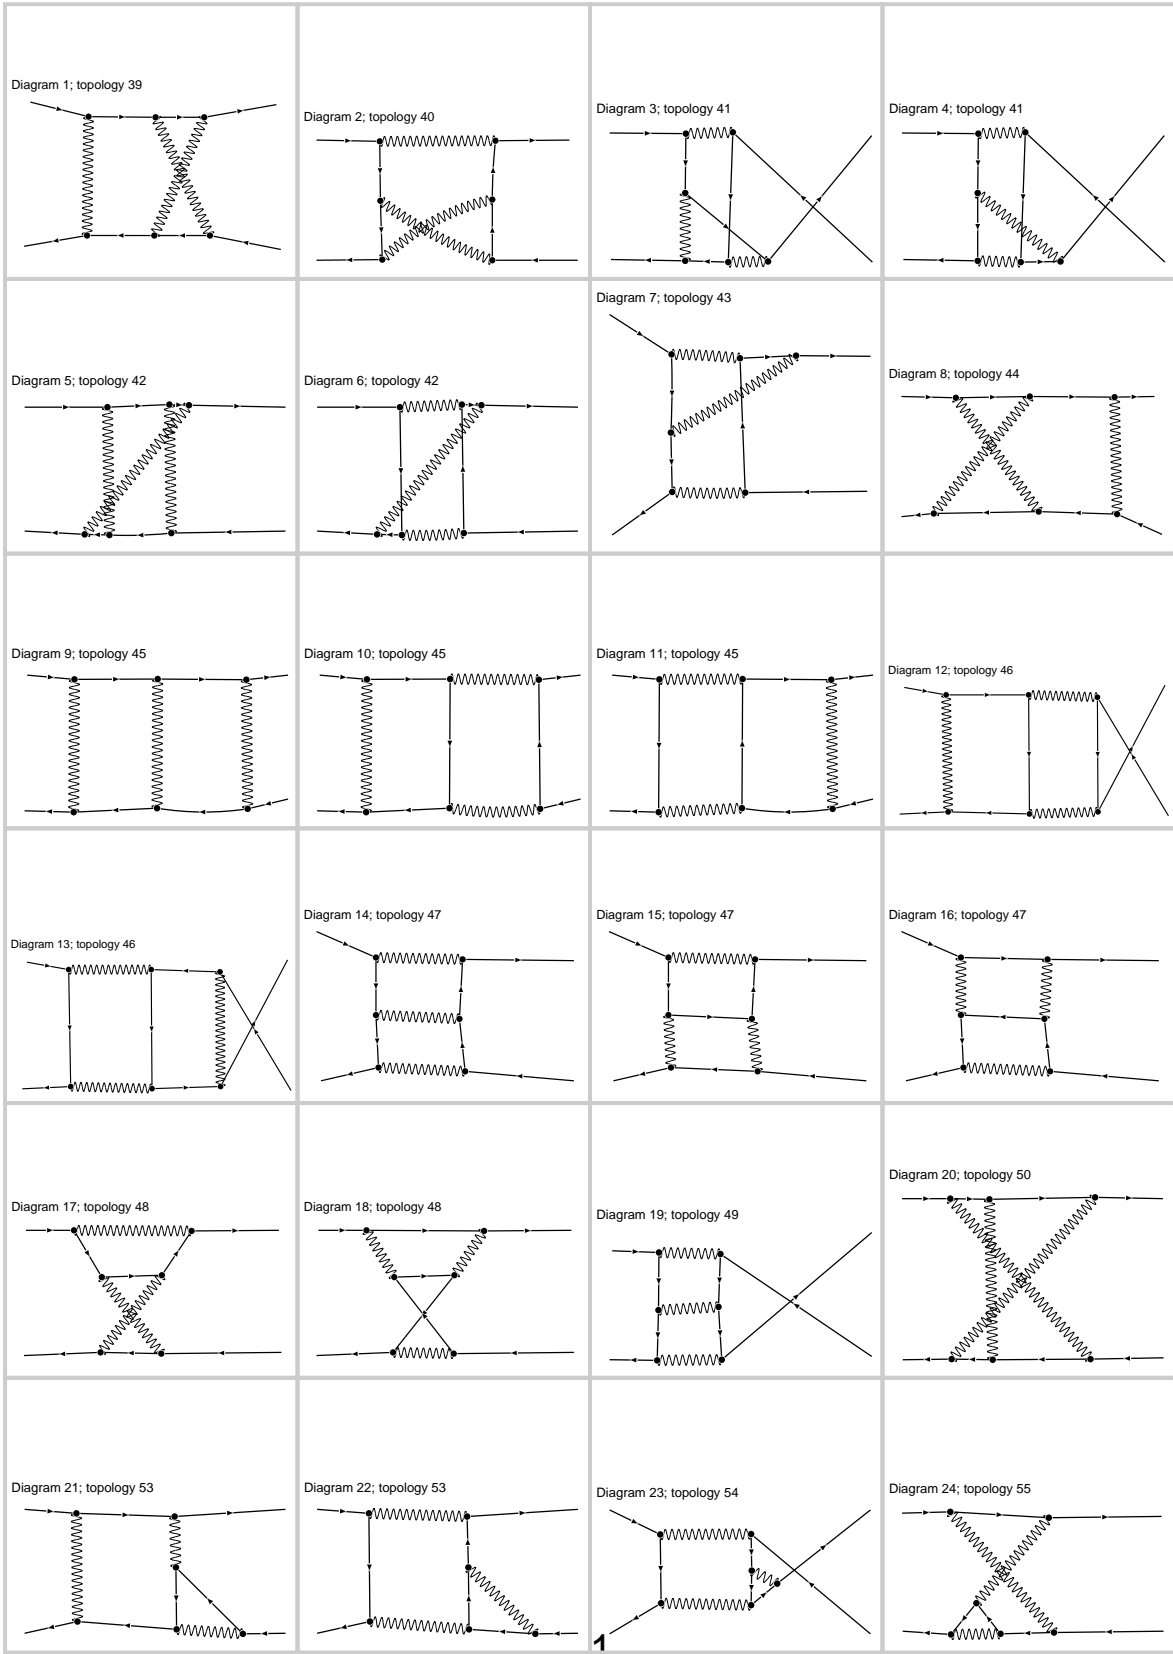 Diagram 1; topology 39
Diagram 2; topology 40
Diagram 3; topology 41
Diagram 4; topology 41
Diagram 5; topology 42
Diagram 6; topology 42
Diagram 7; topology 43
Diagram 8; topology 44
Diagram 9; topology 45
Diagram 10; topology 45
Diagram 11; topology 45
Diagram 12; topology 46
Diagram 13; topology 46
Diagram 14; topology 47
Diagram 15; topology 47
Diagram 16; topology 47
Diagram 17; topology 48
Diagram 18; topology 48
Diagram 19; topology 49
Diagram 20; topology 50
Diagram 21; topology 53
Diagram 22; topology 53
Diagram 23; topology 54
Diagram 24; topology 55
1